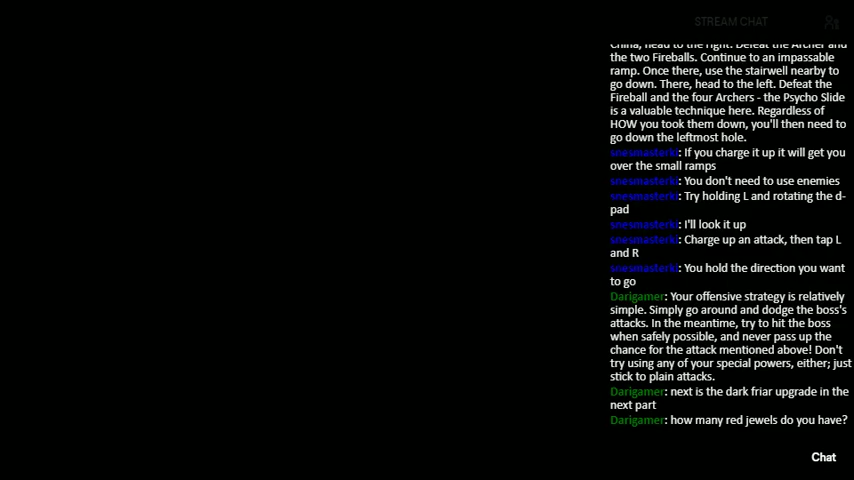 STREAM CHAT
China, head to the right. Defeat the Archer and
the two Fireballs. Continue to an impassable
ramp. Once there, use the stairwell nearby to
go down. There, head to the left. Defeat the
Fireball and the four Archers - the Psycho Slide
is a valuable technique here. Regardless of
HOW you took them down, you'll then need to
go down the leftmost hole.
snesmasterki: If you charge it up it will get you
over the small ramps
snesmasterki: You don't need to use enemies
snesmasterki: Try holding L and rotating the d-
pad
snesmasterki: I'll look it up
snesmasterki: Charge up an attack, then tap L
and R
snesmasterki: You hold the direction you want
to go
Darigamer: Your offensive strategy is relatively
simple. Simply go around and dodge the boss's
attacks. In the meantime, try to hit the boss
when safely possible, and never pass up the
chance for the attack mentioned above! Don't
try using any of your special powers, either; just
stick to plain attacks.
Darigamer: next is the dark friar upgrade in the
next part
Darigamer: how many red jewels do you have?
Chat